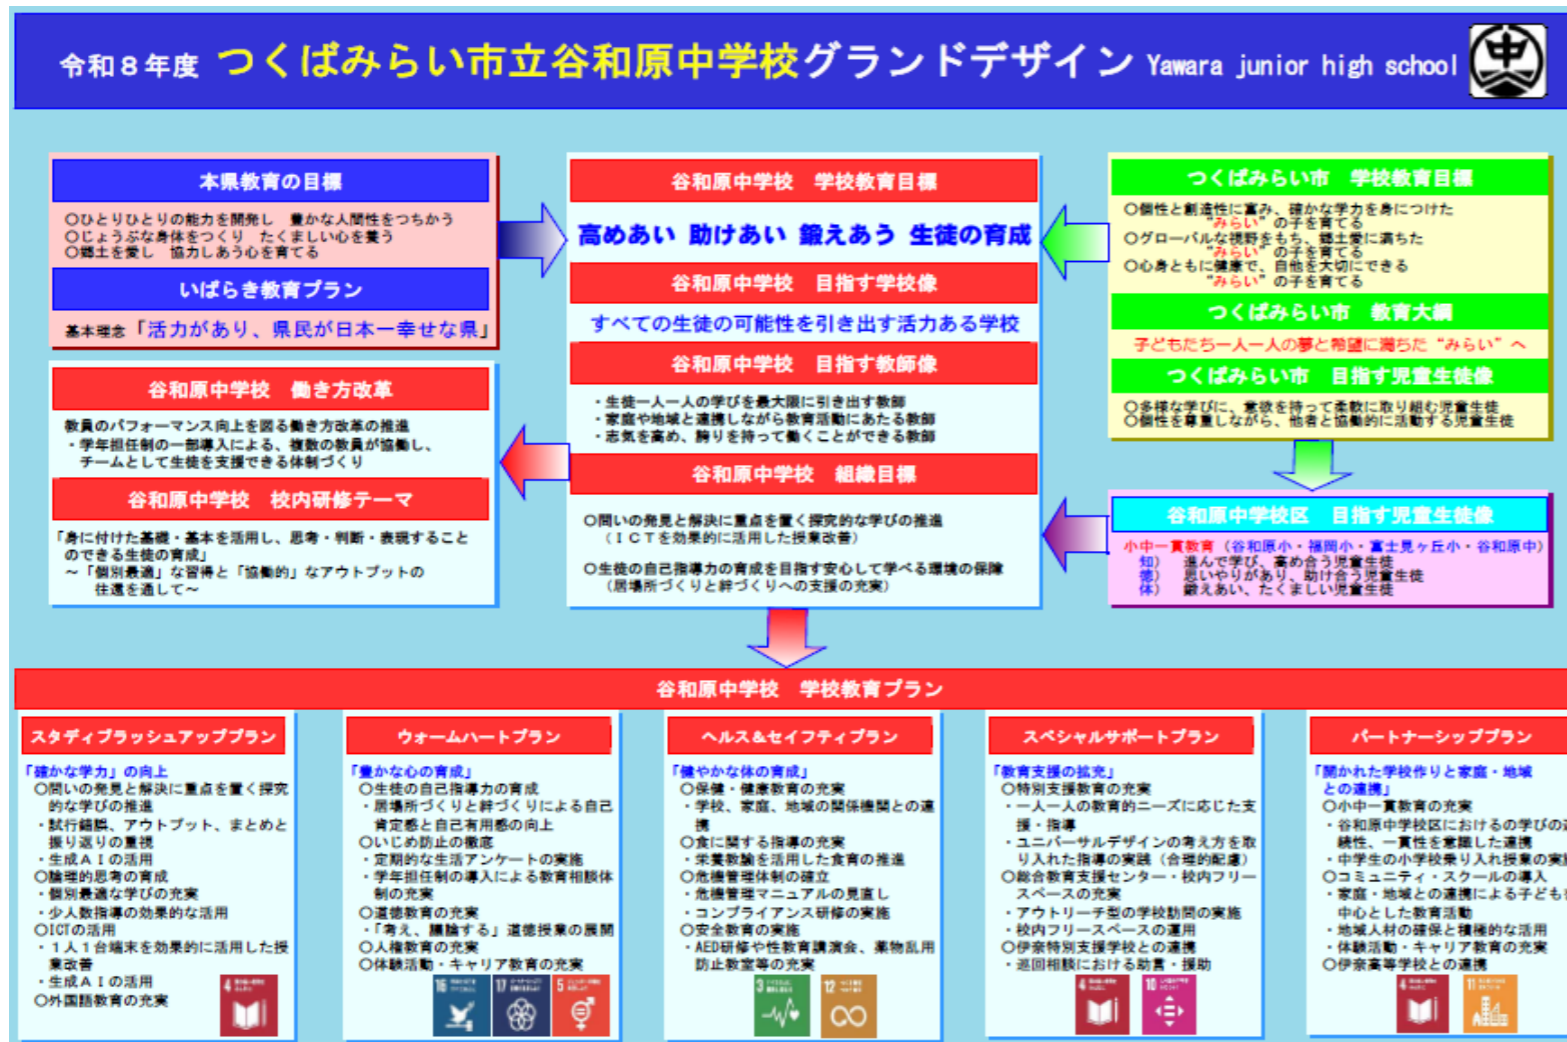 令和8年度 つくばみらい市立谷和原中学校グランドデザイン Yawara junior high school
中
本県教育の目標
○ひとりひとりの能力を開発し 豊かな人間性をつちかう
○じょうぶな身体をつくり たくましい心を養う
○郷土を愛し 協力しあう心を育てる
いばらき教育プラン
基本理念「活力があり、県民が日本一幸せな県」
谷和原中学校 働き方改革
教員のパフォーマンス向上を図る働き方改革の推進
・学年担任制の一部導入による、複数の教員が協働し、
チームとして生徒を支援できる体制づくり
谷和原中学校 校内研修テーマ
「身に付けた基礎・基本を活用し、思考・判断・表現すること
のできる生徒の育成」
～「個別最適」な習得と「協働的」なアウトプットの
往還を通して～
谷和原中学校 学校教育目標
高めあい 助けあい 鍛えあう 生徒の育成
谷和原中学校 目指す学校像
すべての生徒の可能性を引き出す活力ある学校
谷和原中学校 目指す教師像
・生徒一人一人の学びを最大限に引き出す教師
・家庭や地域と連携しながら教育活動にあたる教師
・志気を高め、誇りを持って働くことができる教師
谷和原中学校 組織目標
○問いの発見と解決に重点を置く探究的な学びの推進
（ＩＣＴを効果的に活用した授業改善）
○生徒の自己指導力の育成を目指す安心して学べる環境の保障
（居場所づくりと絆づくりへの支援の充実）
つくばみらい市 学校教育目標
○個性と創造性に富み、確かな学力を身につけた
“みらい”の子を育てる
○グローバルな視野をもち、郷土愛に満ちた
“みらい”の子を育てる
○心身ともに健康で、自他を大切にできる
“みらい”の子を育てる
つくばみらい市 教育大綱
子どもたち一人一人の夢と希望に満ちた“みらい”へ
つくばみらい市 目指す児童生徒像
○多様な学びに、意欲を持って柔軟に取り組む児童生徒
○個性を尊重しながら、他者と協働的に活動する児童生徒
谷和原中学校区 目指す児童生徒像
小中一貫教育（谷和原小・福岡小・富士見ヶ丘小・谷和原中）
知） 進んで学び、高め合う児童生徒
徳） 思いやりがあり、助け合う児童生徒
体） 鍛えあい、たくましい児童生徒
谷和原中学校 学校教育プラン
スタディブラッシュアッププラン
「確かな学力」の向上
○問いの発見と解決に重点を置く探究
的な学びの推進
・試行錯誤、アウトプット、まとめと
振り返りの重視
・生成ＡＩの活用
○論理的思考の育成
・個別最適な学びの充実
・少人数指導の効果的な活用
○ICTの活用
・１人１台端末を効果的に活用した授
業改善
・生成ＡＩの活用
○外国語教育の充実
4
ウォームハートプラン
「豊かな心の育成」
○生徒の自己指導力の育成
・居場所づくりと絆づくりによる自己
肯定感と自己有用感の向上
○いじめ防止の徹底
・定期的な生活アンケートの実施
・学年担任制の導入による教育相談体
制の充実
○道徳教育の充実
・「考え、議論する」道徳授業の展開
○人権教育の充実
○体験活動・キャリア教育の充実
16
17
5
ヘルス＆セイフティプラン
「健やかな体の育成」
○保健・健康教育の充実
・学校、家庭、地域の関係機関との連
携
○食に関する指導の充実
・栄養教諭を活用した食育の推進
○危機管理体制の確立
・危機管理マニュアルの見直し
・コンプライアンス研修の実施
○安全教育の実施
・AED研修や性教育講演会、薬物乱用
防止教室等の充実
3
12
スペシャルサポートプラン
「教育支援の拡充」
○特別支援教育の充実
・一人一人の教育的ニーズに応じた支
援・指導
・ユニバーサルデザインの考え方を取
り入れた指導の実践（合理的配慮）
○総合教育支援センター・校内フリー
スペースの充実
・アウトリーチ型の学校訪問の実施
・校内フリースペースの運用
○伊奈特別支援学校との連携
・巡回相談における助言・援助
4
10
パートナーシッププラン
「開かれた学校作りと家庭・地域
との連携」
○小中一貫教育の充実
・谷和原中学校区におけるの学びの連
続性、一貫性を意識した連携
・中学生の小学校乗り入れ授業の実施
○コミュニティ・スクールの導入
・家庭・地域との連携による子どもを
中心とした教育活動
・地域人材の確保と積極的な活用
・体験活動・キャリア教育の充実
○伊奈高等学校との連携
4
11